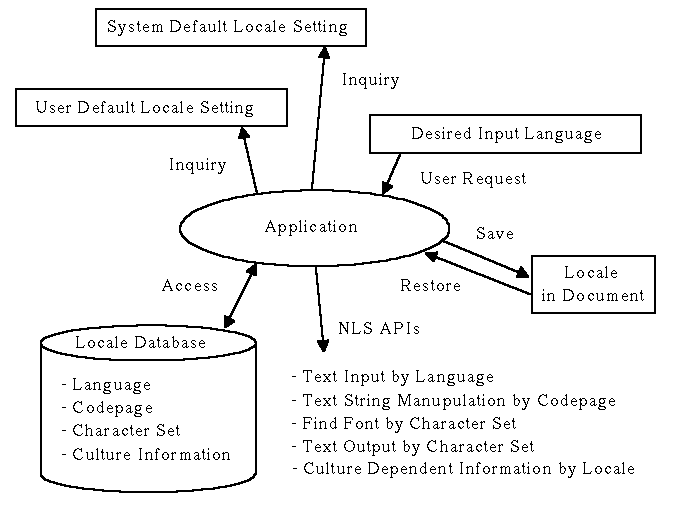 System Default Locale Setting
Inquiry
User Default Locale Setting
Desired Input Language
Inquiry
User Request
Application
Save
Access
Restore
Locale
in Document
NLS APIs
Locale Database
- Language
- Codepage
- Character Set
- Culture Information
- Text Input by Language
- Text String Manupulation by Codepage
- Find Font by Character Set
- Text Output by Character Set
- Culture Dependent Information by Locale